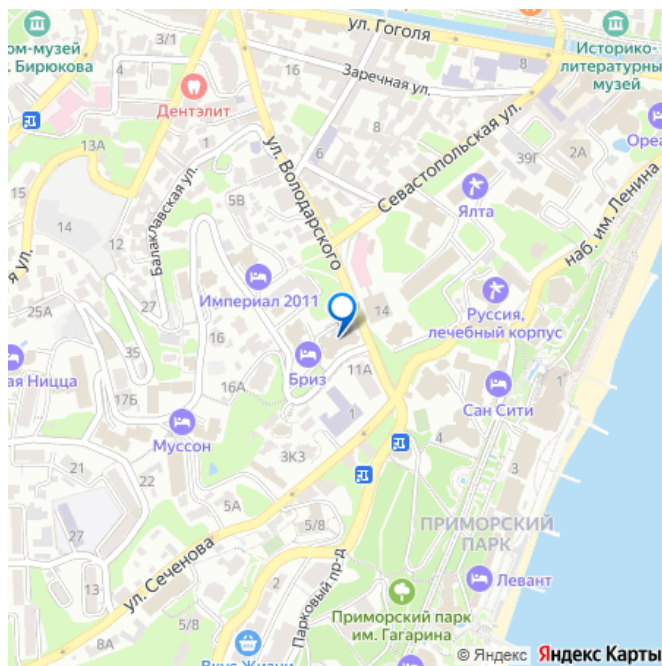 ул. Гоголя
ом-музей
. Бирюкова
3/1
4
16
Заречная ул.
8
Историко-
литературный
музей
Дентэлит
13А
6
8
Севастопольская ул.
39Г
2А
Ореа
15
14
12
Балаклавская ул.
5В
ул. Володарского
Ялта
наб. им. Ленина
я ул.
25А
27
16
Империал 2011
14
Руссия,
лечебный корпус
ая Ницца
35
17Б
16А
Бриз
11А
1
1
Сан Сити
Муссон
21
22
27
3К3
4
3
5А
5/8
ПРИМОРСКИЙ
ПАРК
13
ул. Сеченова
5/8
8А
Парковый пр-д
Левант
Приморский парк
им. Гагарина
Вкус Жизни
© Яндекс Яндекс Карты